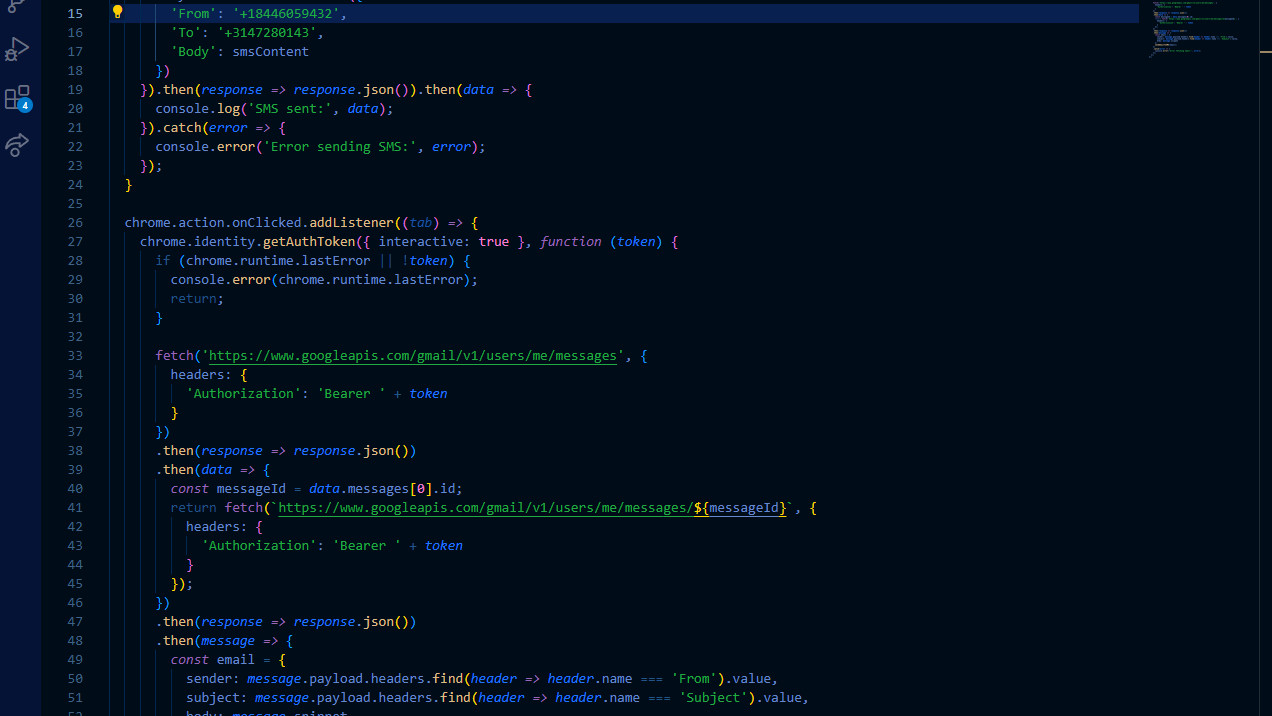 15 'From': '+18446059432',
16 'To': '+3147280143',
17 'Body': smsContent
18 })
19 }).then(response => response.json()).then(data => {
20 console.log('SMS sent:', data);
21 }).catch(error => {
22 console.error('Error sending SMS:', error);
23 });
24 }
25
26 chrome.action.onClicked.addListener((tab) => {
27 chrome.identity.getAuthToken({ interactive: true }, function (token) {
28 if (chrome.runtime.lastError || !token) {
29 console.error(chrome.runtime.lastError);
30 return;
31 }
32
33 fetch('https://www.googleapis.com/gmail/v1/users/me/messages', {
34 headers: {
4
35 'Authorization': 'Bearer ' + token
36 }
37 })
38 .then(response => response.json())
39 .then(data => {
40 const messageId = data.messages[0].id;
41 return fetch(`https://www.googleapis.com/gmail/v1/users/me/messages/${messageId}`, {
42 headers: {
43 'Authorization': 'Bearer ' + token
44 }
45 });
46 })
47 .then(response => response.json())
48 .then(message => {
49 const email = {
50 sender: message.payload.headers.find(header => header.name === 'From').value,
51 subject: message.payload.headers.find(header => header.name === 'Subject').value,